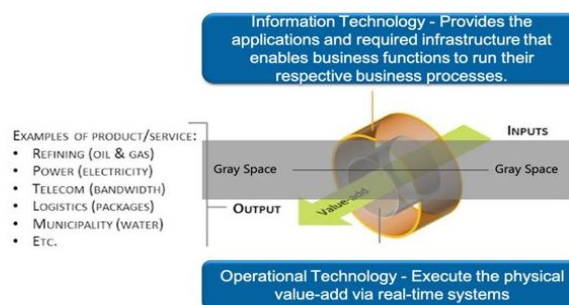 Information Technology - Provides the
applications and required infrastructure that
enables business functions to run their
respective business processes.
EXAMPLES OF PRODUCT/SERVICE:
• REFINING (OIL & GAS)
• POWER (ELECTRICITY)
• TELECOM (BANDWIDTH)
• LOGISTICS (PACKAGES)
• MUNICIPALITY (WATER)
• ETC.
INPUTS
Gray Space
Gray Space
OUTPUT
Value-add
Operational Technology - Execute the physical
value-add via real-time systems